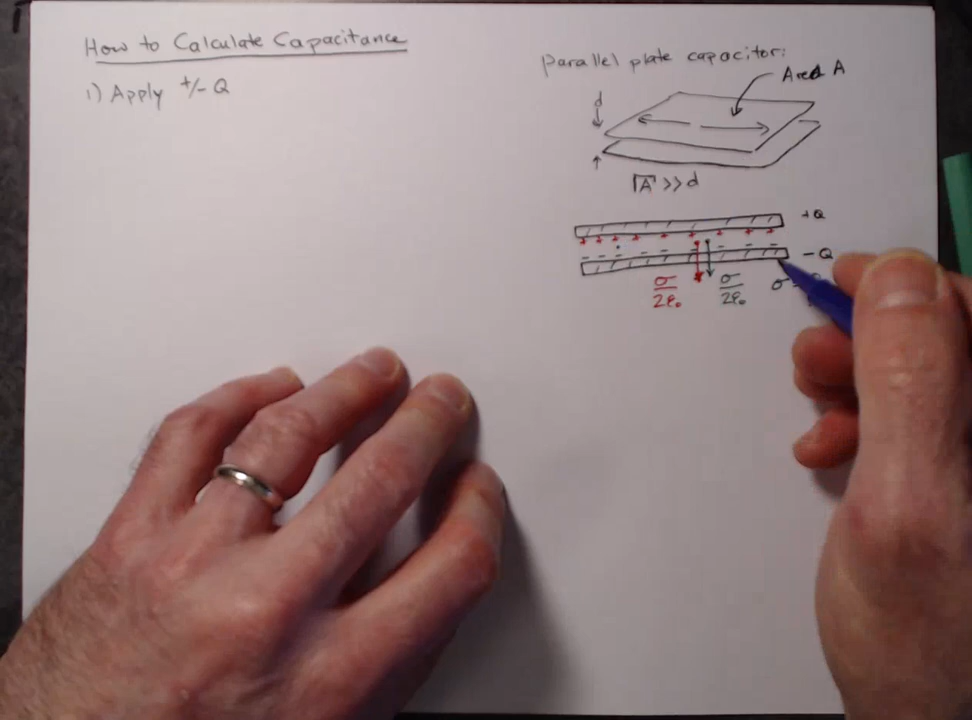 How to Calculate Capacitance
1) Apply +/- Q
Parallel plate capacitor:
Area A
d
√A >> d
+Q
- Q
σ/2ε₀ σ/2ε₀ σ